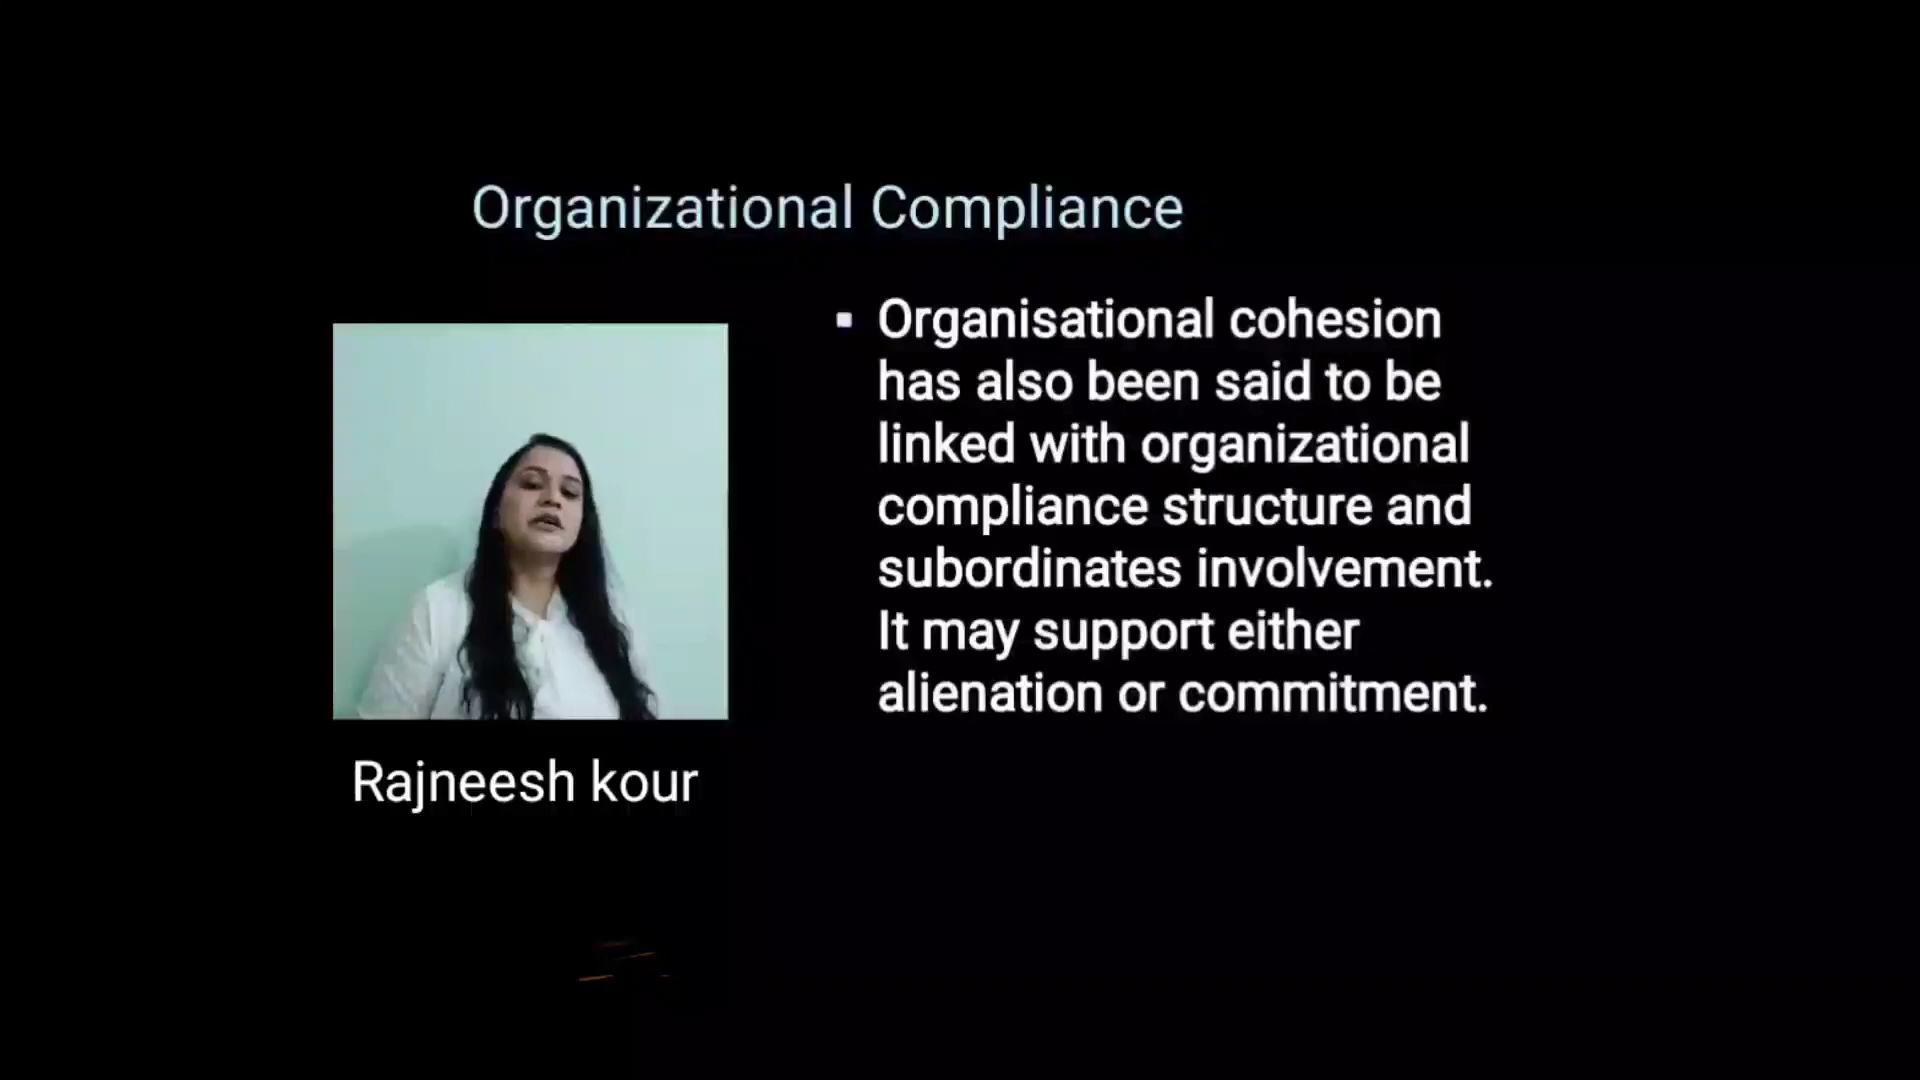 Organizational Compliance
Organisational cohesion
has also been said to be
linked with organizational
compliance structure and
subordinates involvement.
It may support either
alienation or commitment.
Rajneesh kour